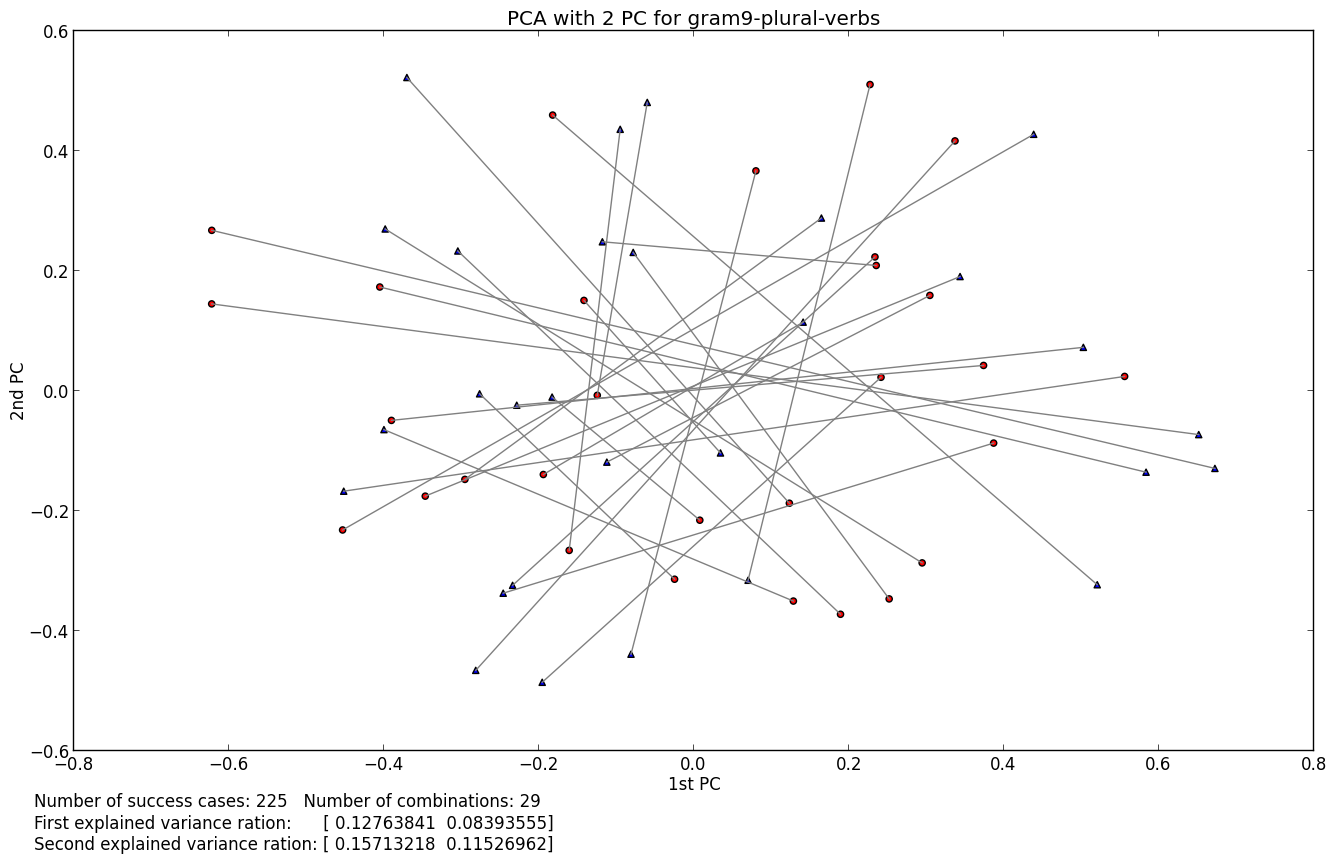 PCA with 2 PC for gram9-plural-verbs
0.6
0.4
0.2
0.0
−0.2
−0.4
−0.6
2nd PC
−0.8 −0.6 −0.4 −0.2 0.0 0.2 0.4 0.6 0.8
1st PC
Number of success cases: 225 Number of combinations: 29
First explained variance ration: [ 0.12763841 0.08393555]
Second explained variance ration: [ 0.15713218 0.11526962]